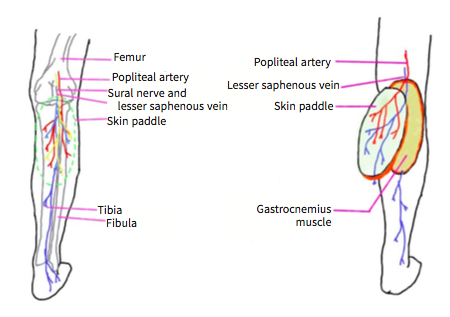 Femur
Popliteal artery
Sural nerve and
lesser saphenous vein
Skin paddle
Tibia
Fibula
Popliteal artery
Lesser saphenous vein
Skin paddle
Gastrocnemius
muscle